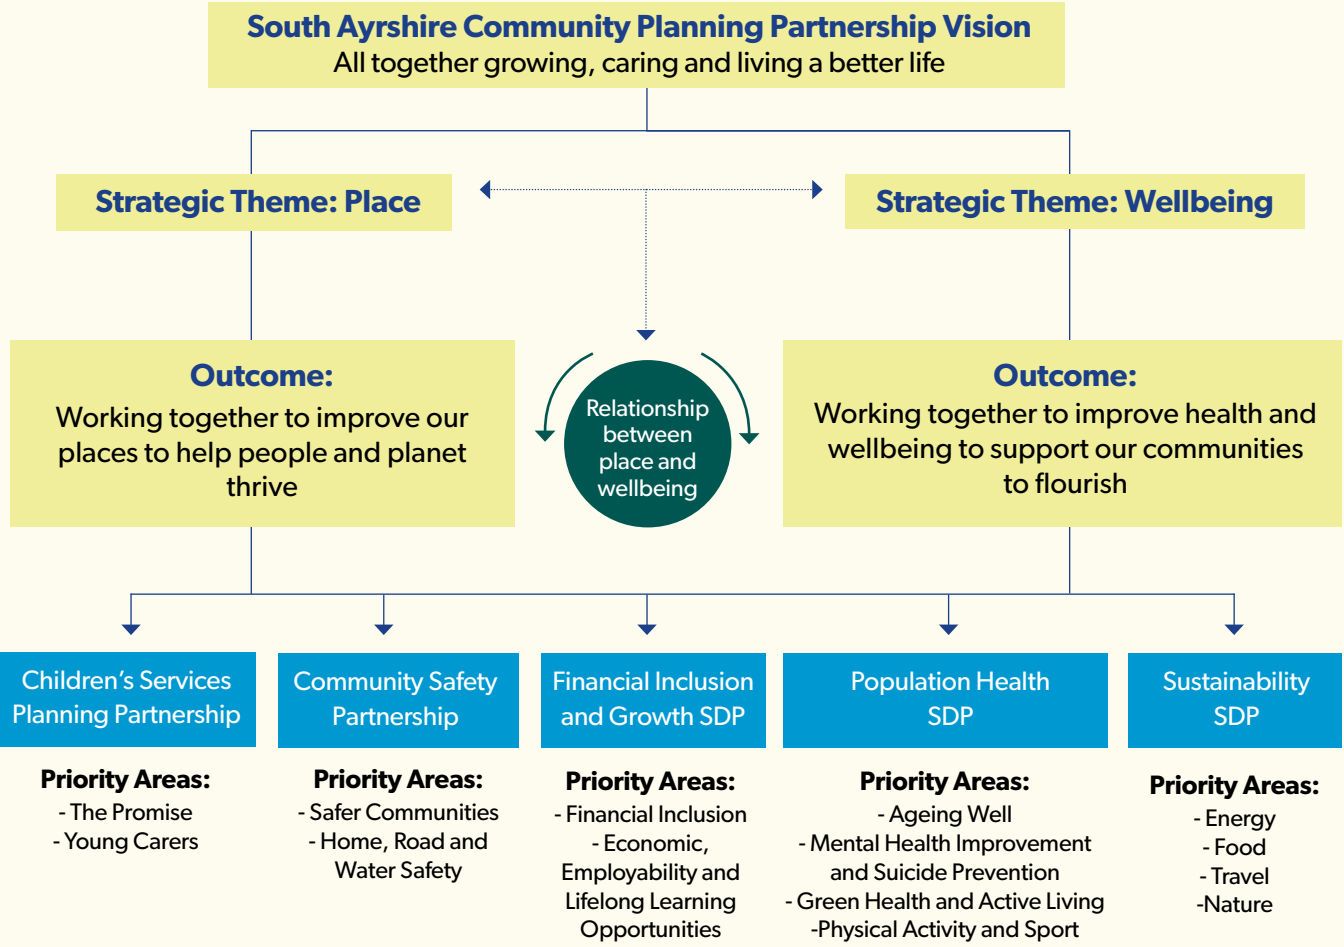 South Ayrshire Community Planning Partnership Vision
All together growing, caring and living a better life
Strategic Theme: Place
Strategic Theme: Wellbeing
Outcome:
Working together to improve our
places to help people and planet
thrive
Relationship
between
place and
wellbeing
Outcome:
Working together to improve health and
wellbeing to support our communities
to flourish
Children’s Services
Planning Partnership
Priority Areas:
- The Promise
- Young Carers
Community Safety
Partnership
Priority Areas:
- Safer Communities
- Home, Road and
Water Safety
Financial Inclusion
and Growth SDP
Priority Areas:
- Financial Inclusion
- Economic,
Employability and
Lifelong Learning
Opportunities
Population Health
SDP
Priority Areas:
- Ageing Well
- Mental Health Improvement
and Suicide Prevention
- Green Health and Active Living
-Physical Activity and Sport
Sustainability
SDP
Priority Areas:
- Energy
- Food
- Travel
-Nature